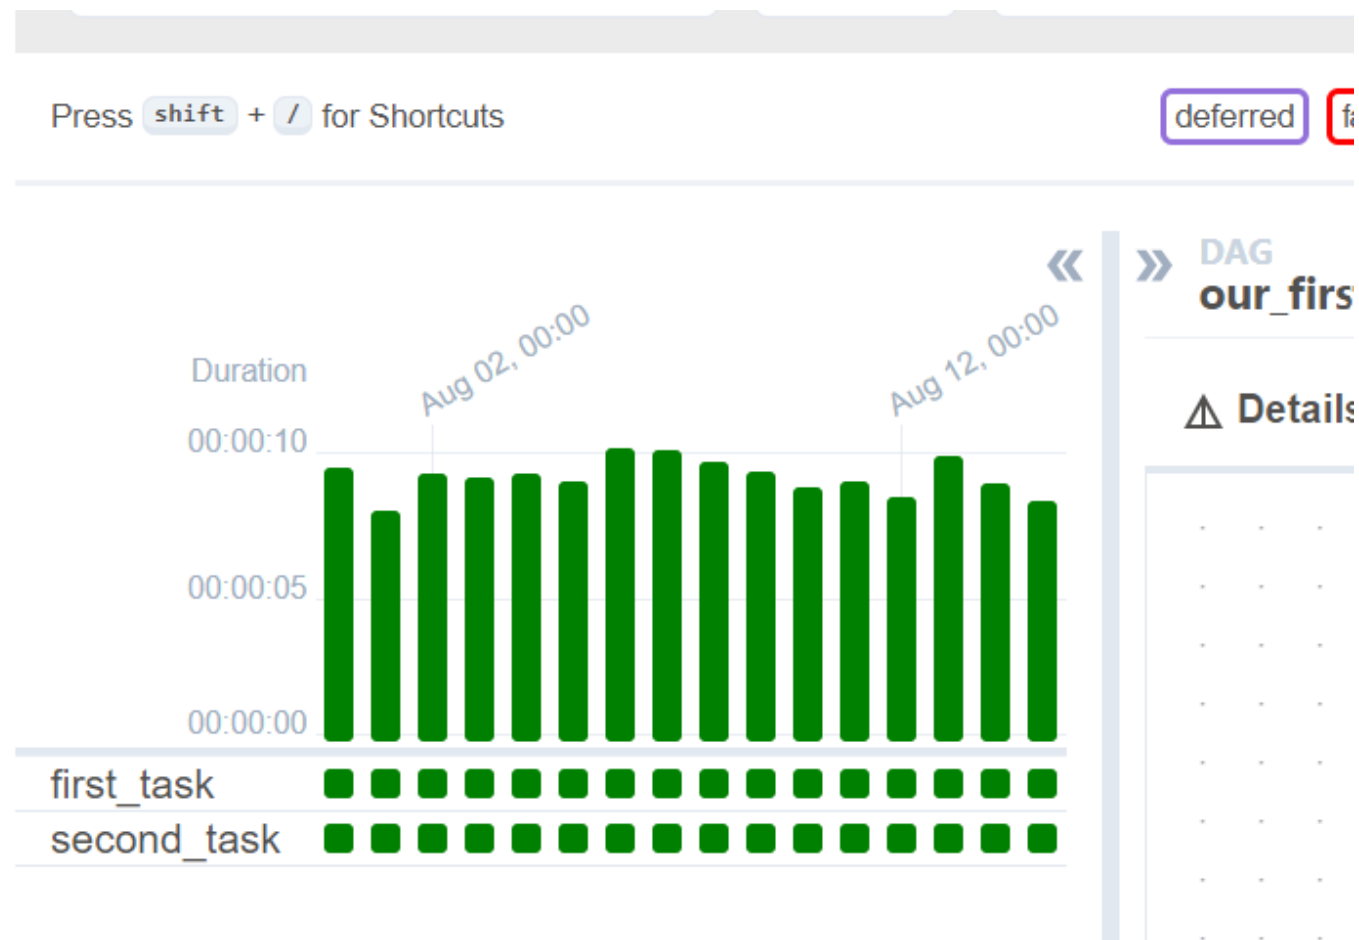 Press shift + / for Shortcuts
deferred
DAG
our_firs
Details
Duration
Aug 02, 00:00
Aug 12, 00:00
00:00:10
00:00:05
00:00:00
first_task
second_task